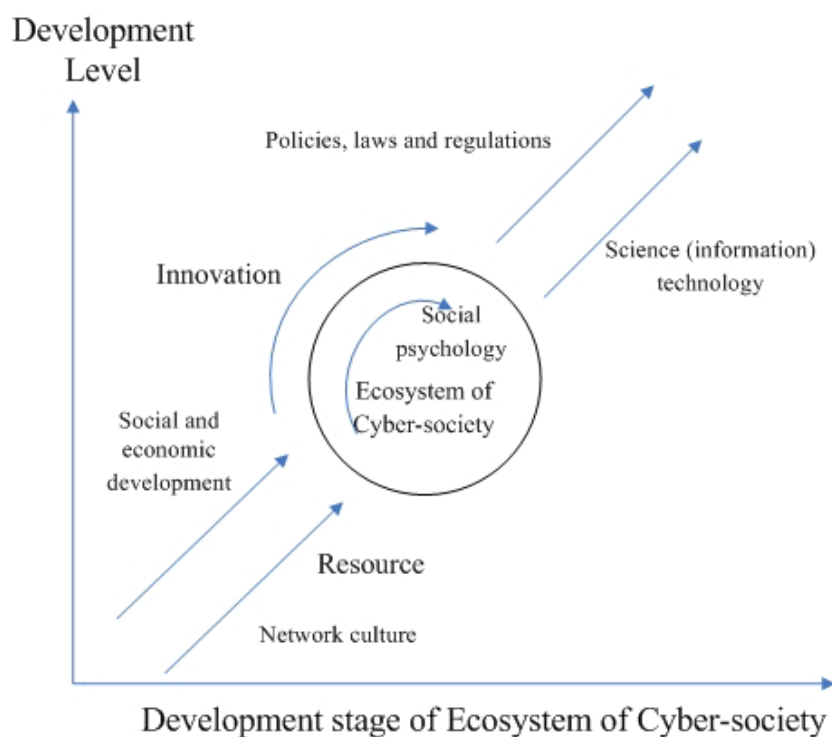 Development
Level
Policies, laws and regulations
Science (information)
technology
Innovation
Social
psychology
Ecosystem of
Cyber-society
Social and
economic
development
Resource
Network culture
Development stage of Ecosystem of Cyber-society